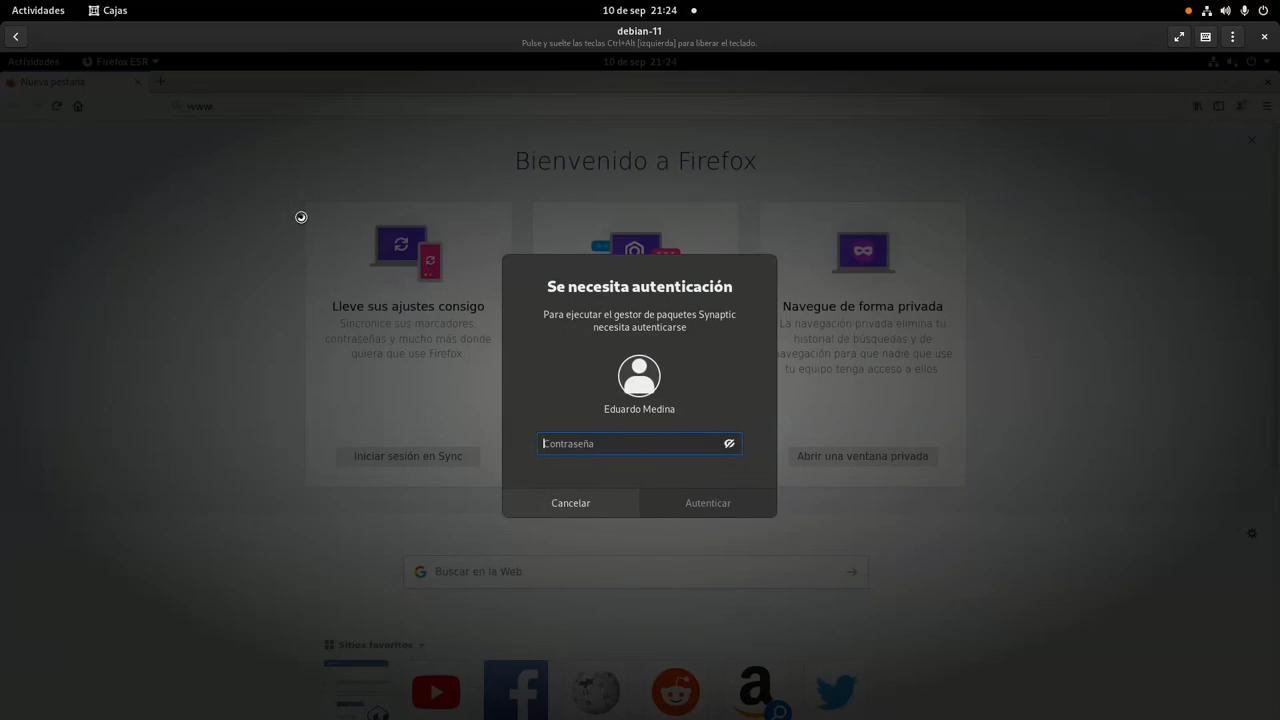 Actividades
Cajas
10 de sep 21:24
debian-11
Pulse y suelte las teclas Ctrl+Alt [izquierda] para liberar el teclado.
Actividades
Firefox ESR
10 de sep 21:24
Nueva pestaña
www.
Bienvenido a Firefox
Lleve sus ajustes consigo
Sincronice sus marcadores,
contraseñas y mucho más donde
quiera que use Firefox
Iniciar sesión en Sync
Se necesita autenticación
Para ejecutar el gestor de paquetes Synaptic
necesita autenticarse
Eduardo Medina
Contraseña
Cancelar
Autenticar
Navegue de forma privada
La navegación privada elimina tu
historial de búsquedas y de
navegación para que nadie que use
tu equipo tenga acceso a ellos
Abrir una ventana privada
Buscar en la Web
Sitios favoritos